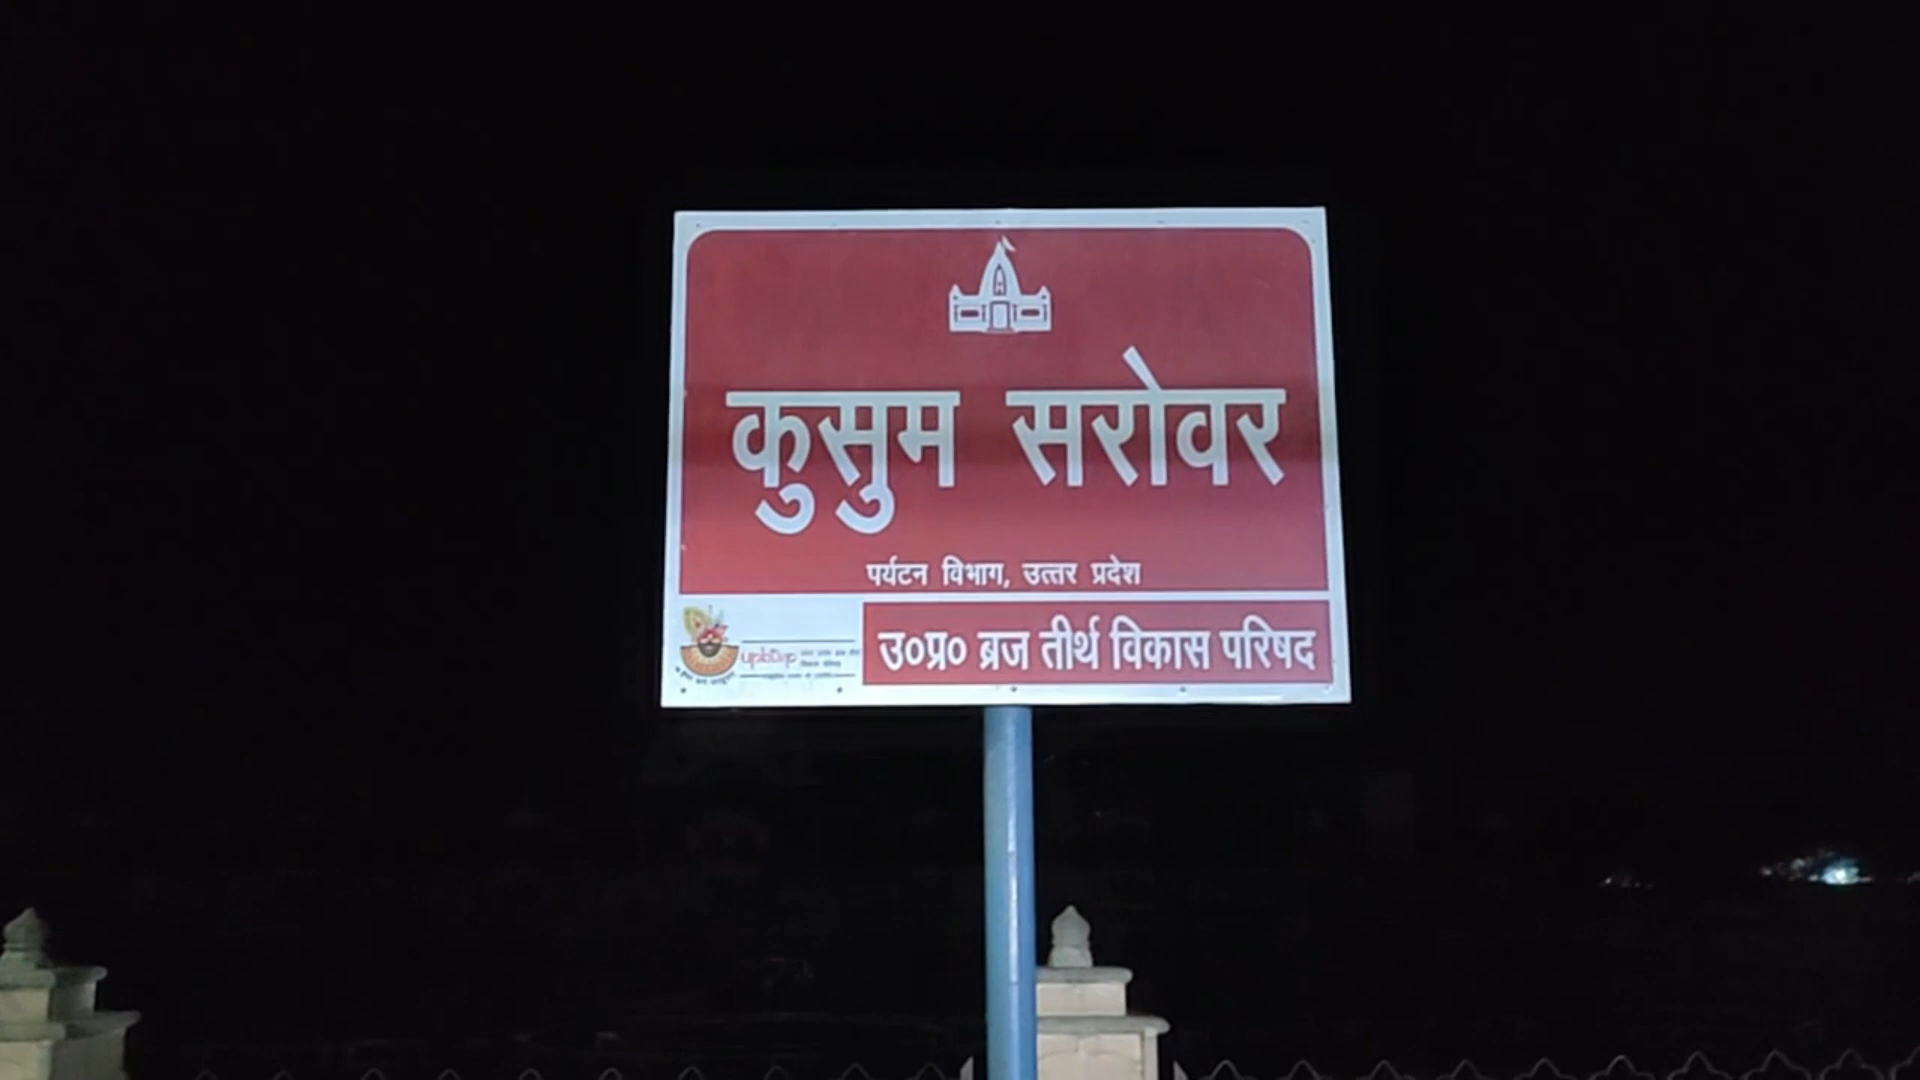 कुसुम सरोवर
पर्यटन विभाग, उत्तर प्रदेश
उ०प्र० ब्रज तीर्थ विकास परिषद